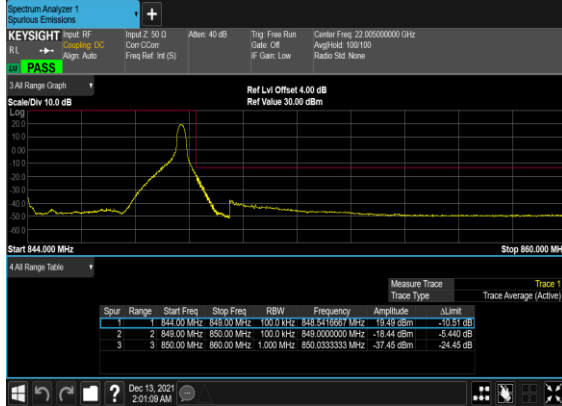 Spectrum Analyzer 1
Spurious Emissions
+
KEYSIGHT Input: RF Input Z: 50 Ω Atten: 40 dB Trig: Free Run Center Freq: 22.005000000 GHz
RL Coupling: DC Corr CCorr Gate: Off Avg|Hold: 100/100
Align: Auto Freq Ref: Int (S) IF Gain: Low Radio Std: None
PASS
3 All Range Graph
Ref Lvl Offset 4.00 dB
Scale/Div 10.0 dB Ref Value 30.00 dBm
Log
20.0
10.0
0.00
-10.0
-20.0
-30.0
-40.0
-50.0
-60.0
Start 844.000 MHz Stop 860.000 MH
4 All Range Table
Measure Trace Trace 1
Trace Type Trace Average (Active)
Spur Range Start Freq Stop Freq RBW Frequency Amplitude ΔLimit
1 1 844.00 MHz 849.00 MHz 100.0 kHz 848.5416667 MHz 19.49 dBm -10.51 dB
2 2 849.00 MHz 850.00 MHz 100.0 kHz 849.0000000 MHz -18.44 dBm -5.440 dB
3 3 850.00 MHz 860.00 MHz 1.000 MHz 850.0333333 MHz -37.45 dBm -24.45 dB
? Dec 13, 2021
2:01:09 AM